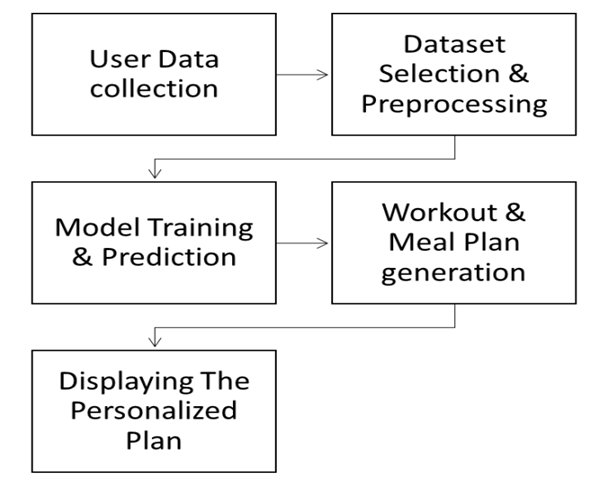 User Data
collection
Dataset
Selection &
Preprocessing
Model Training
& Prediction
Workout &
Meal Plan
generation
Displaying The
Personalized
Plan